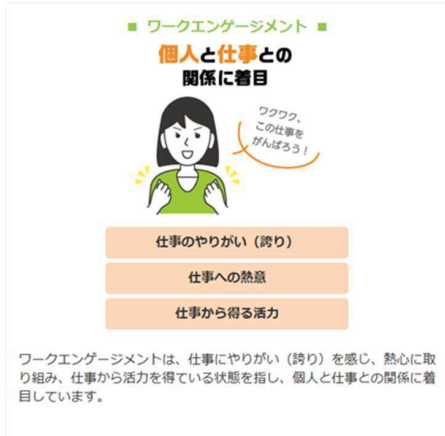 ■ ワークエンゲージメント ■
個人と仕事との
関係に着目
ワクワク、
この仕事を
がんばろう！
仕事のやりがい（誇り）
仕事への熱意
仕事から得る活力
ワークエンゲージメントは、仕事にやりがい（誇り）を感じ、熱心に取
り組み、仕事から活力を得ている状態を指し、個人と仕事との関係に着
目しています。